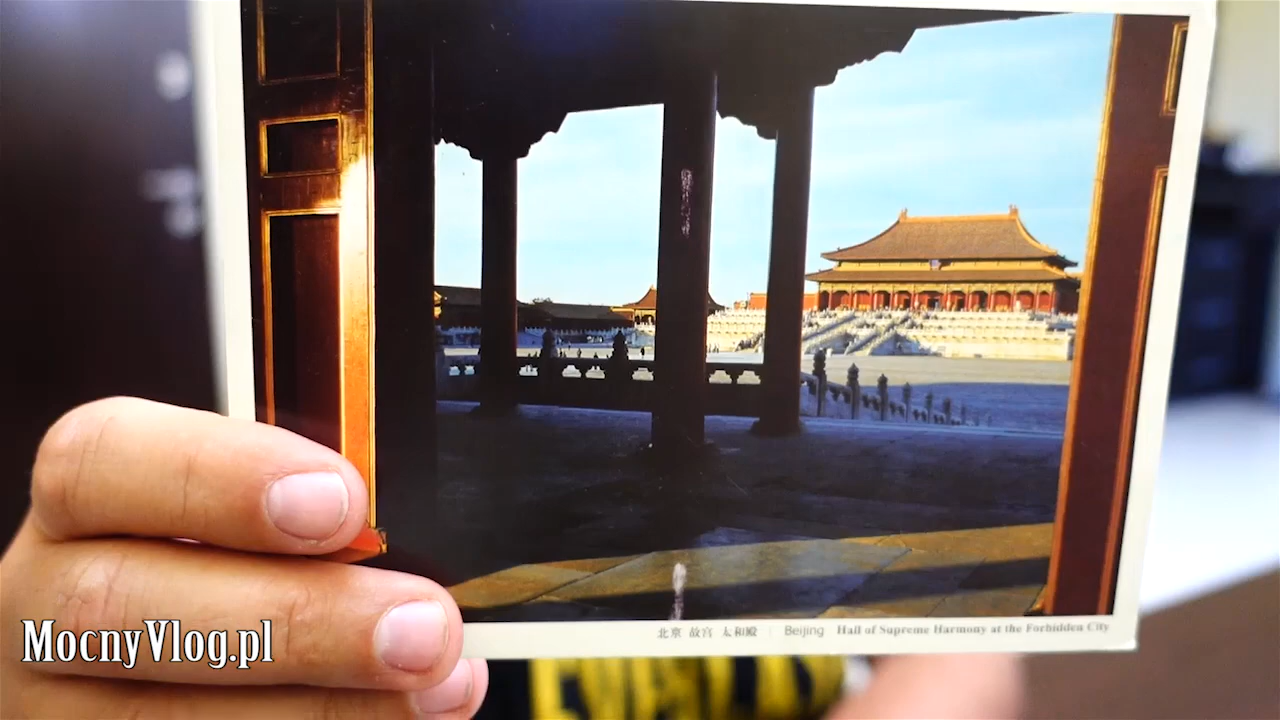 北京 故宫 太和殿 Beijing Hall of Supreme Harmony at the Forbidden City
MocnyVlog.pl